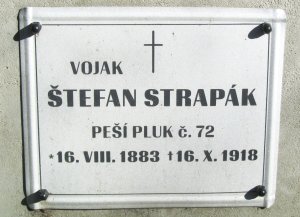 VOJAK
ŠTEFAN STRAPÁK
PEŠÍ PLUK č. 72
*16. VIII. 1883 †16. X. 1918